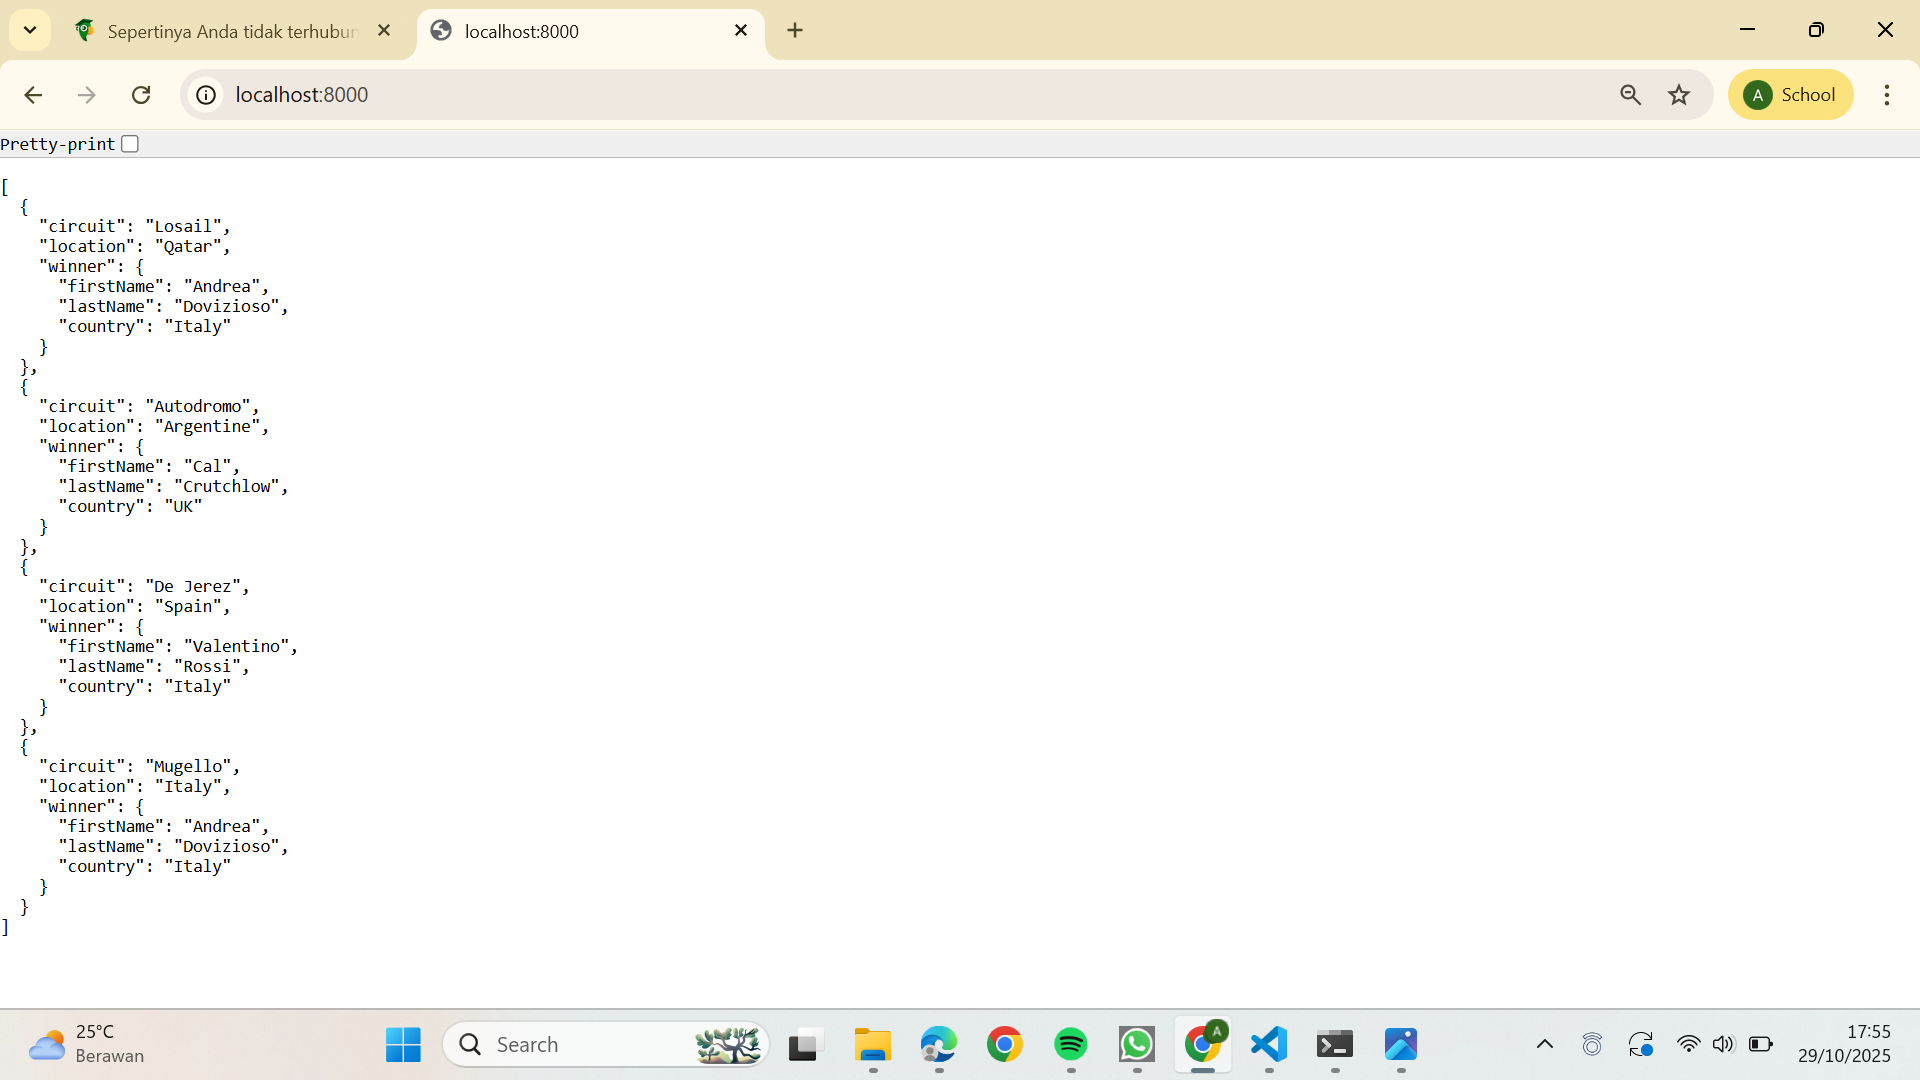 Sepertinya Anda tidak terhubun
localhost:8000
localhost:8000
A School
Pretty-print
[
  {
    "circuit": "Losail",
    "location": "Qatar",
    "winner": {
      "firstName": "Andrea",
      "lastName": "Dovizioso",
      "country": "Italy"
    }
  },
  {
    "circuit": "Autodromo",
    "location": "Argentine",
    "winner": {
      "firstName": "Cal",
      "lastName": "Crutchlow",
      "country": "UK"
    }
  },
  {
    "circuit": "De Jerez",
    "location": "Spain",
    "winner": {
      "firstName": "Valentino",
      "lastName": "Rossi",
      "country": "Italy"
    }
  },
  {
    "circuit": "Mugello",
    "location": "Italy",
    "winner": {
      "firstName": "Andrea",
      "lastName": "Dovizioso",
      "country": "Italy"
    }
  }
]
25°C
Berawan
Search
A
17:55
29/10/2025